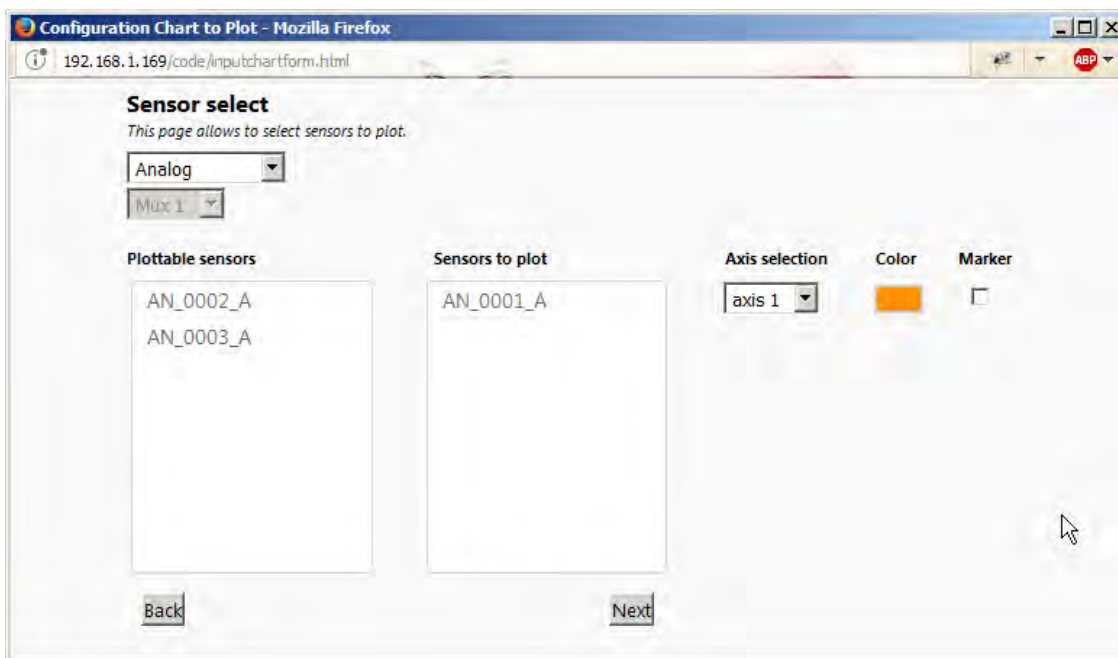 Configuration Chart to Plot - Mozilla Firefox
192.168.1.169/code/inputchartform.html
ABP
Sensor select
This page allows to select sensors to plot.
Analog
Mux 1
Plottable sensors Sensors to plot Axis selection Color Marker
AN_0002_A AN_0001_A axis 1
AN_0003_A
Back Next